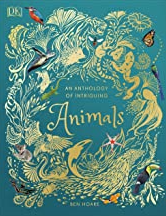 DK
AN ANTHOLOGY
OF INTRIGUING
Animals
BEN HOARE